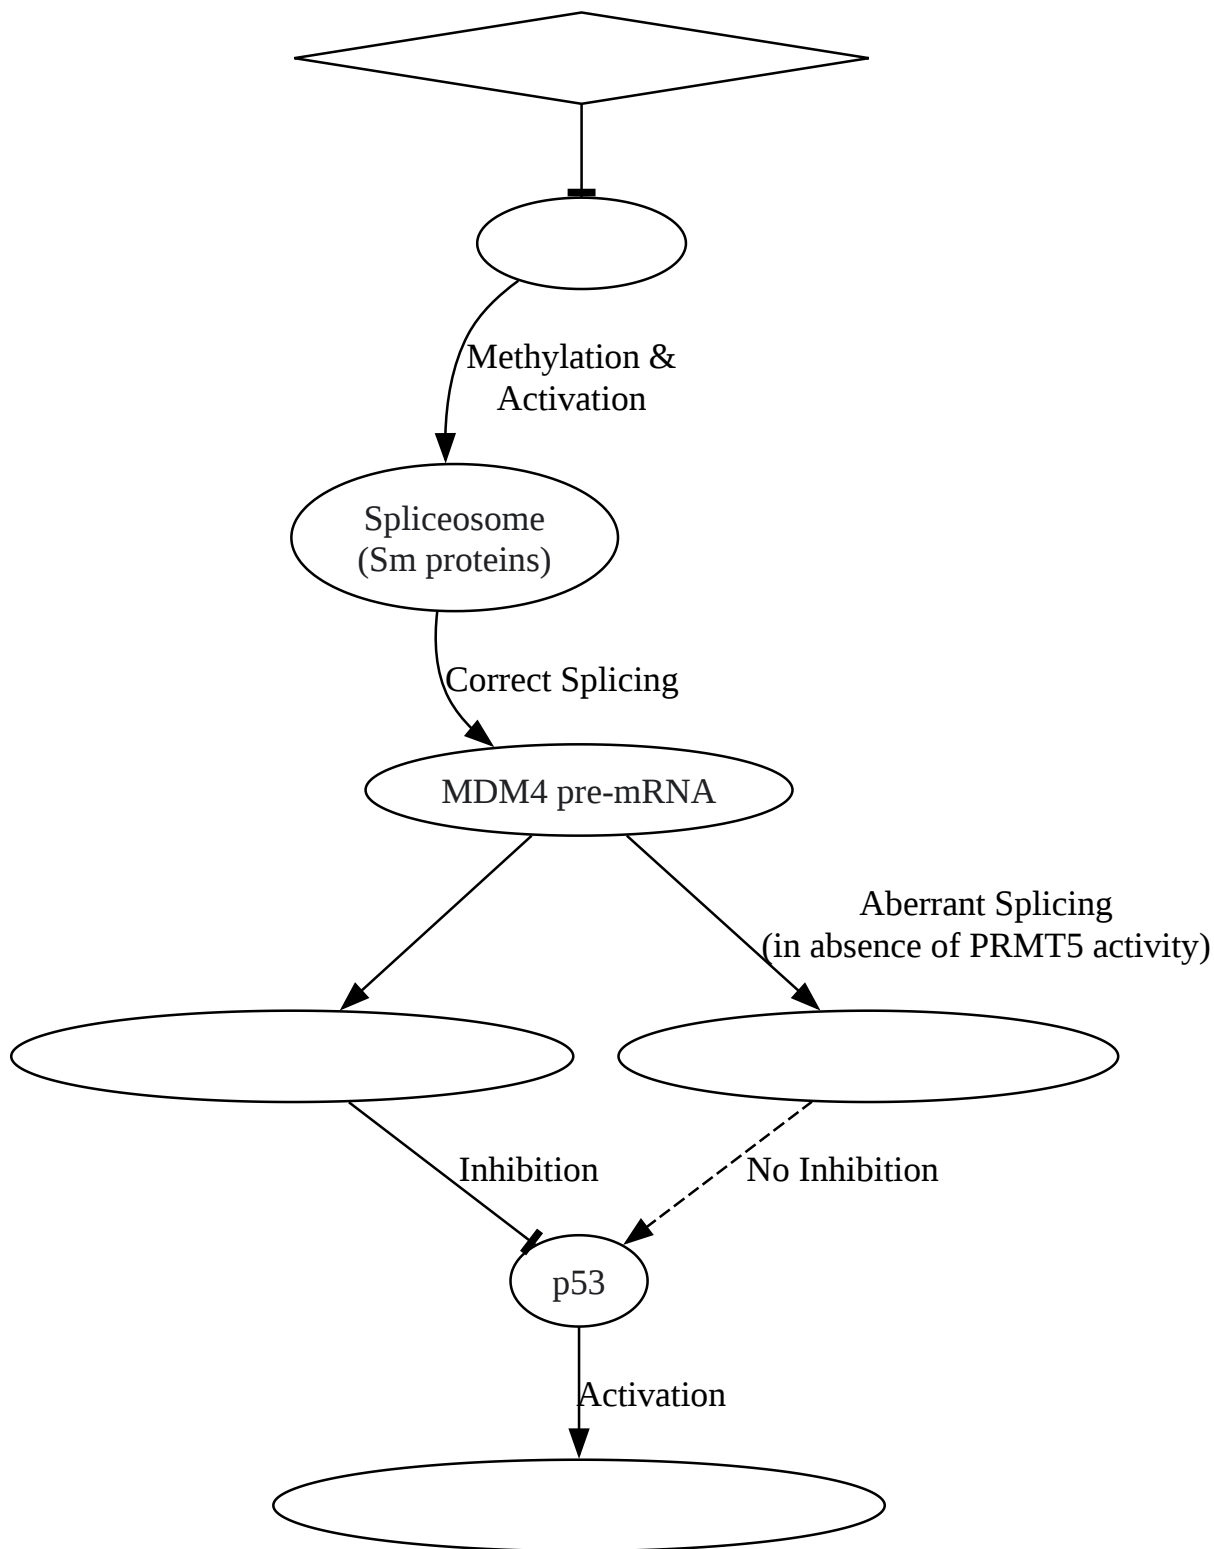 Methylation &
Activation
Spliceosome
(Sm proteins)
Correct Splicing
MDM4 pre-mRNA
Aberrant Splicing
(in absence of PRMT5 activity)
Inhibition
No Inhibition
p53
Activation